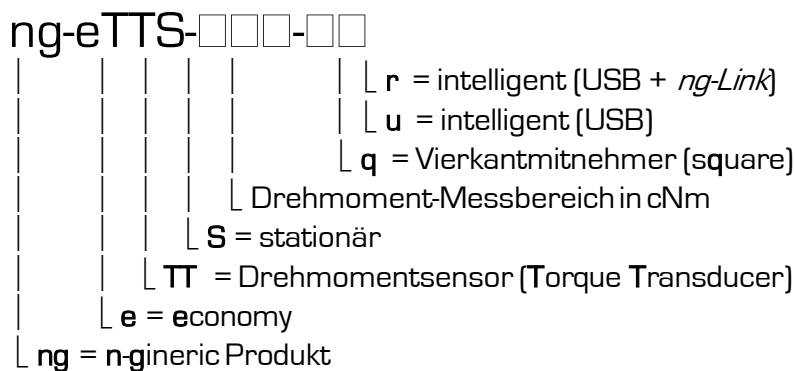 ng-eTTS-□□□-□□
r = intelligent (USB + ng-Link)
u = intelligent (USB)
q = Vierkantmitnehmer (square)
Drehmoment-Messbereich in cNm
S = stationär
TT = Drehmomentsensor (Torque Transducer)
e = economy
ng = n-gineric Produkt